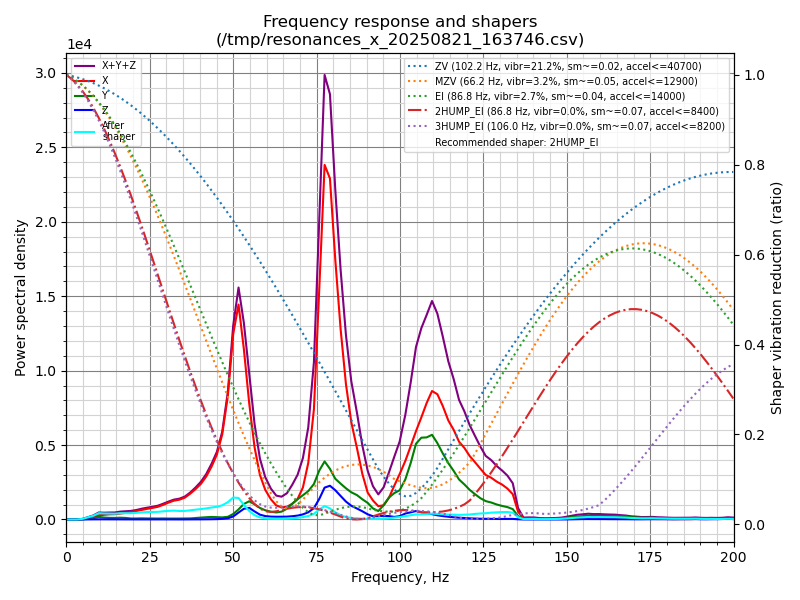 Frequency response and shapers
(/tmp/resonances_x_20250821_163746.csv)
1e4
X+Y+Z
X
Y
Z
After
shaper
ZV (102.2 Hz, vibr=21.2%, sm~=0.02, accel<=40700)
MZV (66.2 Hz, vibr=3.2%, sm~=0.05, accel<=12900)
EI (86.8 Hz, vibr=2.7%, sm~=0.04, accel<=14000)
2HUMP_EI (86.8 Hz, vibr=0.0%, sm~=0.07, accel<=8400)
3HUMP_EI (106.0 Hz, vibr=0.0%, sm~=0.07, accel<=8200)
Recommended shaper: 2HUMP_EI
3.0
2.5
2.0
1.5
1.0
0.5
0.0
Power spectral density
1.0
0.8
0.6
0.4
0.2
0.0
Shaper vibration reduction (ratio)
0 25 50 75 100 125 150 175 200
Frequency, Hz